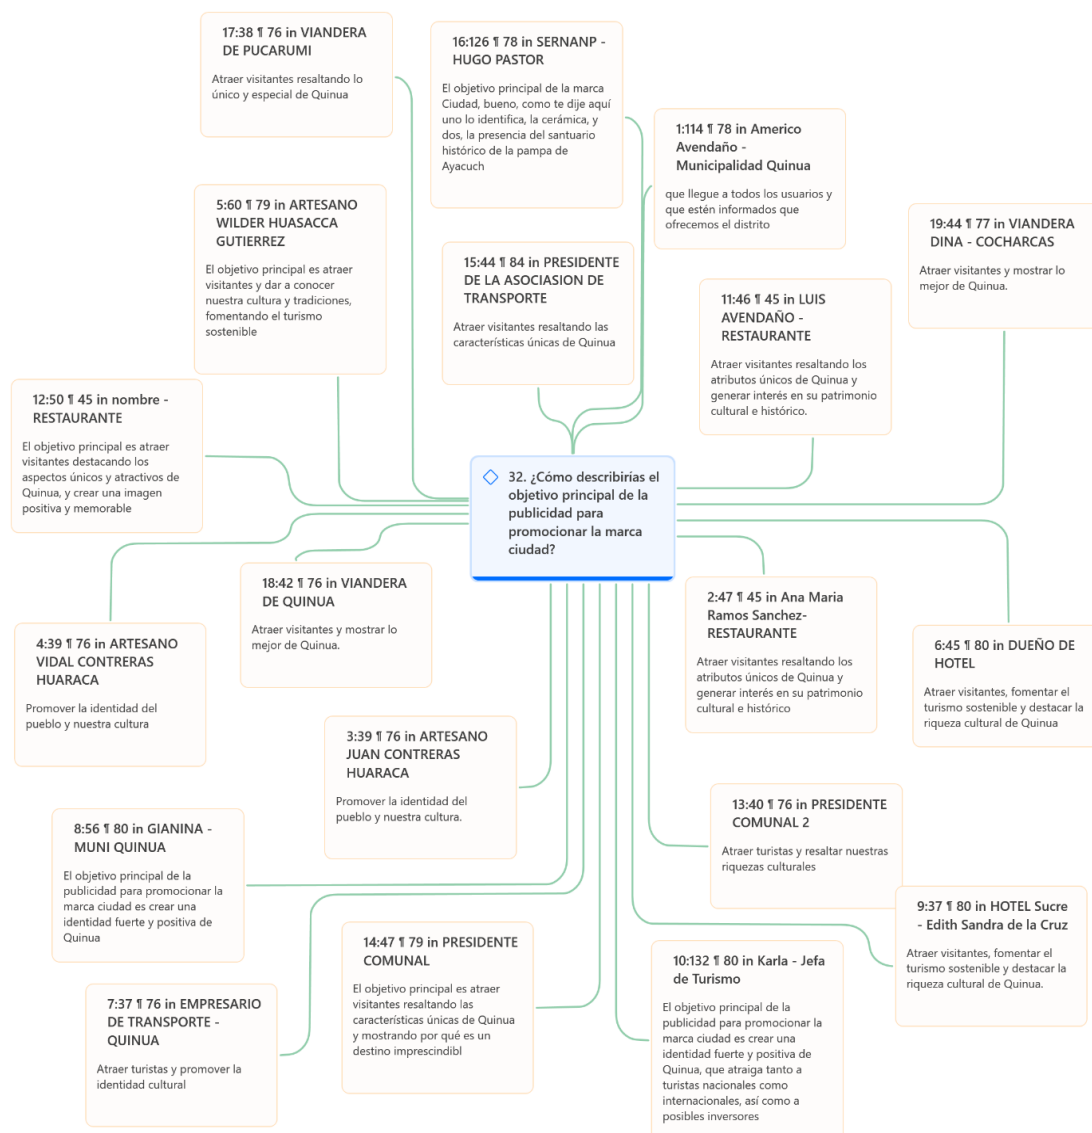 17:38 ¶ 76 in VIANDERA
DE PUCARUMI
Atraer visitantes resaltando lo
único y especial de Quinua
16:126 ¶ 78 in SERNANP -
HUGO PASTOR
El objetivo principal de la marca
Ciudad, bueno, como te dije aquí
uno lo identifica, la cerámica, y
dos, la presencia del santuario
histórico de la pampa de
Ayacuch
1:114 ¶ 78 in Americo
Avendaño -
Municipalidad Quinua
que llegue a todos los usuarios y
que estén informados que
ofrecemos el distrito
5:60 ¶ 79 in ARTESANO
WILDER HUASACCA
GUTIERREZ
El objetivo principal es atraer
visitantes y dar a conocer
nuestra cultura y tradiciones,
fomentando el turismo
sostenible
15:44 ¶ 84 in PRESIDENTE
DE LA ASOCIASION DE
TRANSPORTE
Atraer visitantes resaltando las
características únicas de Quinua
19:44 ¶ 77 in VIANDERA
DINA - COCHARCAS
Atraer visitantes y mostrar lo
mejor de Quinua.
11:46 ¶ 45 in LUIS
AVENDAÑO -
RESTAURANTE
Atraer visitantes resaltando los
atributos únicos de Quinua y
generar interés en su patrimonio
cultural e histórico.
12:50 ¶ 45 in nombre -
RESTAURANTE
El objetivo principal es atraer
visitantes destacando los
aspectos únicos y atractivos de
Quinua, y crear una imagen
positiva y memorable
32. ¿Cómo describirías el
objetivo principal de la
publicidad para
promocionar la marca
ciudad?
18:42 ¶ 76 in VIANDERA
DE QUINUA
Atraer visitantes y mostrar lo
mejor de Quinua.
2:47 ¶ 45 in Ana Maria
Ramos Sanchez-
RESTAURANTE
Atraer visitantes resaltando los
atributos únicos de Quinua y
generar interés en su patrimonio
cultural e histórico
4:39 ¶ 76 in ARTESANO
VIDAL CONTRERAS
HUARACA
Promover la identidad del
pueblo y nuestra cultura
6:45 ¶ 80 in DUEÑO DE
HOTEL
Atraer visitantes, fomentar el
turismo sostenible y destacar la
riqueza cultural de Quinua
3:39 ¶ 76 in ARTESANO
JUAN CONTRERAS
HUARACA
Promover la identidad del
pueblo y nuestra cultura.
13:40 ¶ 76 in PRESIDENTE
COMUNAL 2
Atraer turistas y resaltar nuestras
riquezas culturales
8:56 ¶ 80 in GIANINA -
MUNI QUINUA
El objetivo principal de la
publicidad para promocionar la
marca ciudad es crear una
identidad fuerte y positiva de
Quinua
9:37 ¶ 80 in HOTEL Sucre
- Edith Sandra de la Cruz
Atraer visitantes, fomentar el
turismo sostenible y destacar la
riqueza cultural de Quinua.
14:47 ¶ 79 in PRESIDENTE
COMUNAL
El objetivo principal es atraer
visitantes resaltando las
características únicas de Quinua
y mostrando por qué es un
destino imprescindibl
10:132 ¶ 80 in Karla - Jefa
de Turismo
El objetivo principal de la
publicidad para promocionar la
marca ciudad es crear una
identidad fuerte y positiva de
Quinua, que atraiga tanto a
turistas nacionales como
internacionales, así como a
posibles inversores
7:37 ¶ 76 in EMPRESARIO
DE TRANSPORTE -
QUINUA
Atraer turistas y promover la
identidad cultural